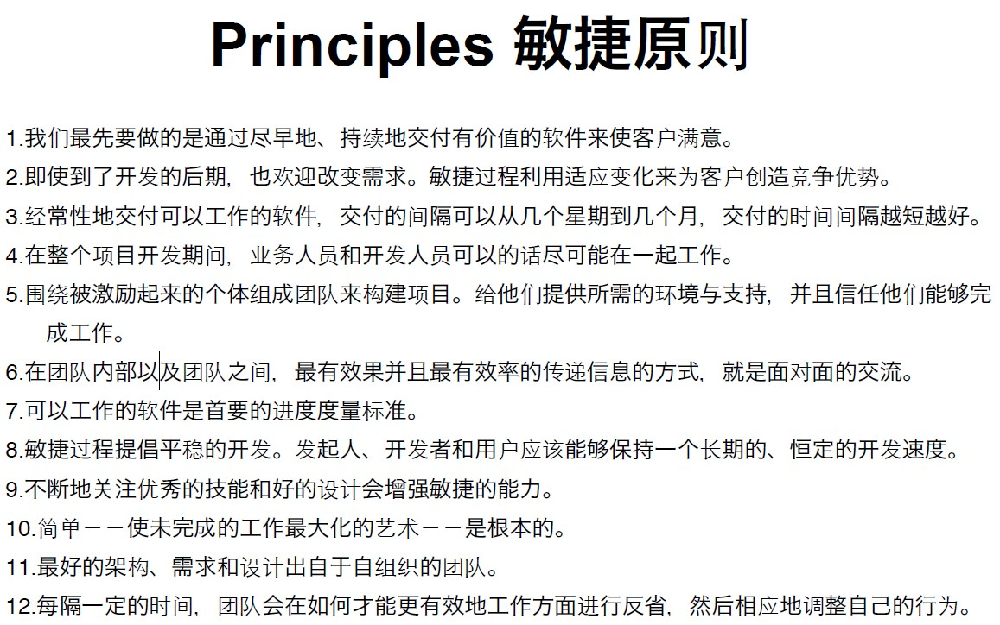 Principles 敏捷原则
1.我们最先要做的是通过尽早地、持续地交付有价值的软件来使客户满意。
2.即使到了开发的后期，也欢迎改变需求。敏捷过程利用适应变化来为客户创造竞争优势。
3.经常性地交付可以工作的软件，交付的间隔可以从几个星期到几个月，交付的时间间隔越短越好。
4.在整个项目开发期间，业务人员和开发人员可以的话尽可能在一起工作。
5.围绕被激励起来的个体组成团队来构建项目。给他们提供所需的环境与支持，并且信任他们能够完
成工作。
6.在团队内部以及团队之间，最有效果并且最有效率的传递信息的方式，就是面对面的交流。
7.可以工作的软件是首要的进度度量标准。
8.敏捷过程提倡平稳的开发。发起人、开发者和用户应该能够保持一个长期的、恒定的开发速度。
9.不断地关注优秀的技能和好的设计会增强敏捷的能力。
10.简单－－使未完成的工作最大化的艺术－－是根本的。
11.最好的架构、需求和设计出自于自组织的团队。
12.每隔一定的时间，团队会在如何才能更有效地工作方面进行反省，然后相应地调整自己的行为。